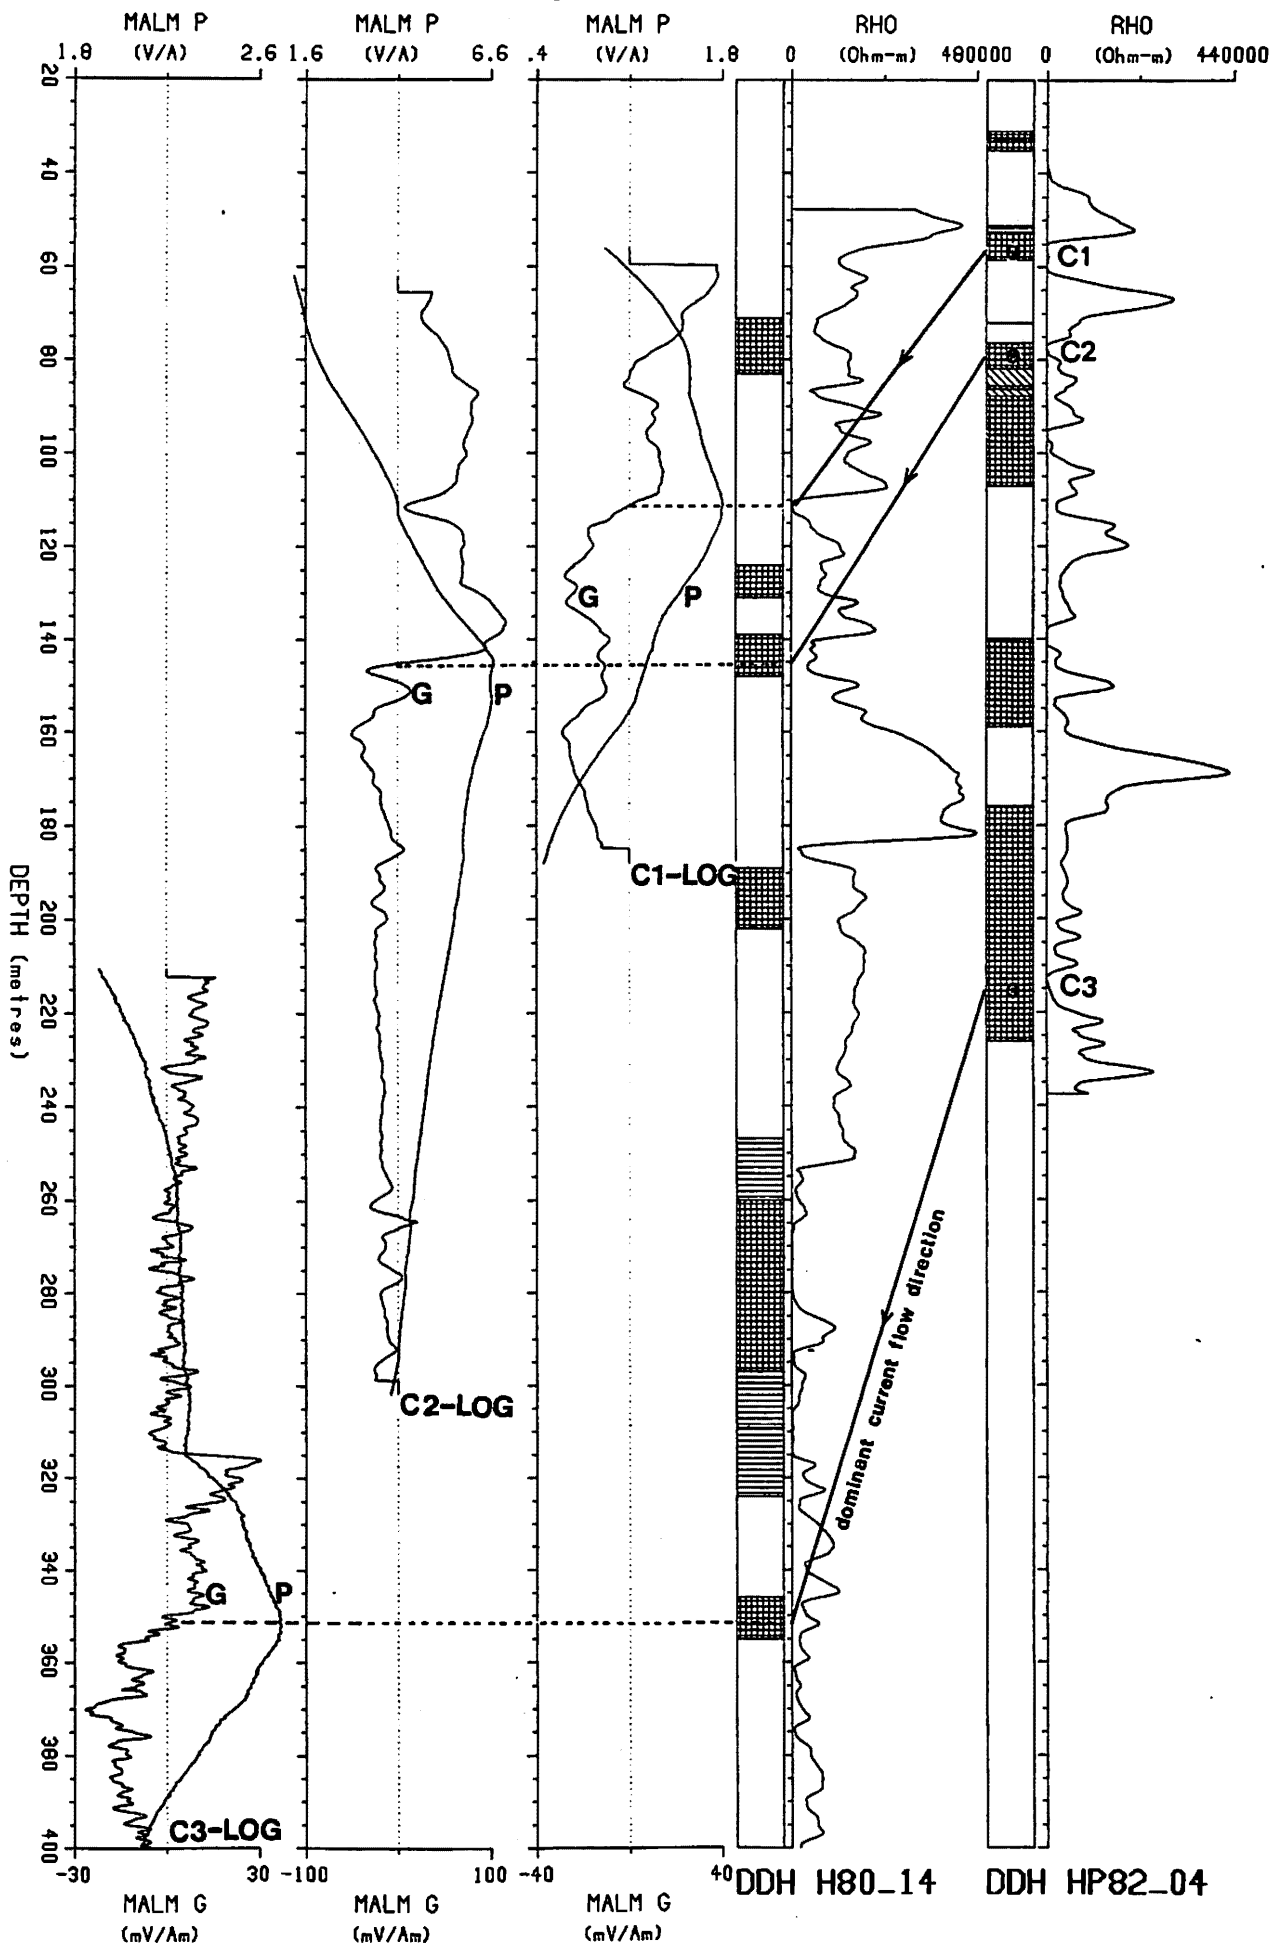 MALM P MALM P MALM P RHO RHO
1.8 (V/A) 2.6 1.6 (V/A) 6.6 .4 (V/A) 1.8 0 (Ohm-m) 480000 0 (Ohm-m) 440000
20
40
60
80
100
120
140
160
180
200
220
240
260
280
300
320
340
360
380
400
DEPTH (metres)
C1
C2
G P
G P
C1-LOG
C3
dominant current flow direction
C2-LOG
G P
C3-LOG
-30 30 -100 100 -40 40 DDH H80_14 DDH HP82_04
MALM G MALM G MALM G
(mV/Am) (mV/Am) (mV/Am)